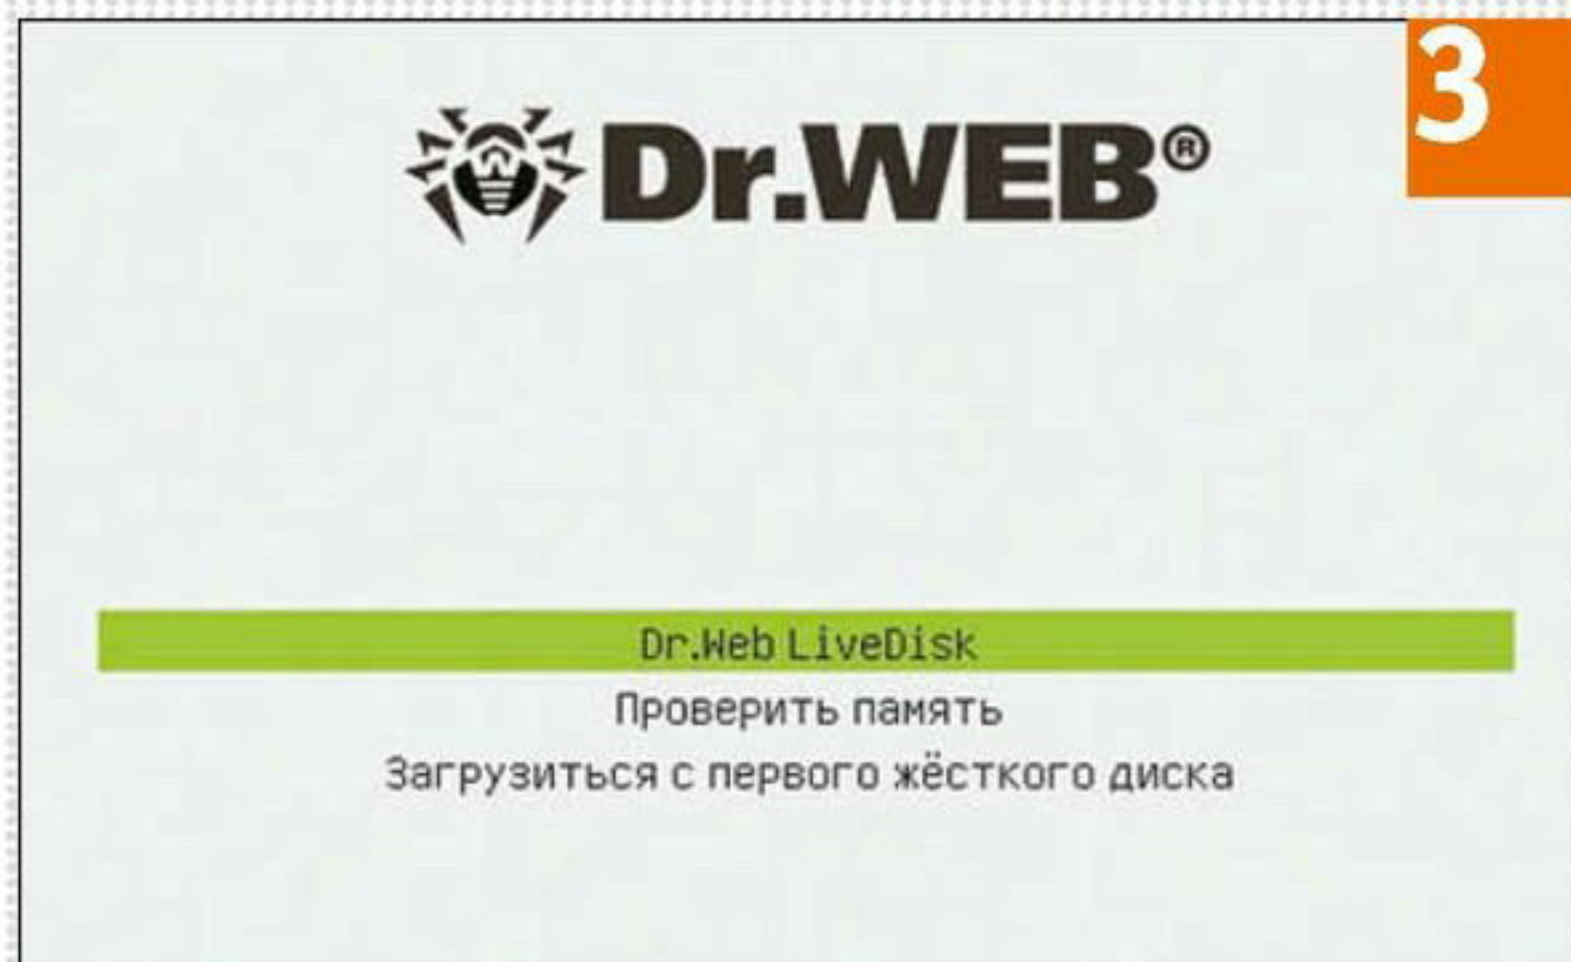 3
Dr.WEB®
Dr.Web LiveDisk
Проверить память
Загрузиться с первого жёсткого диска